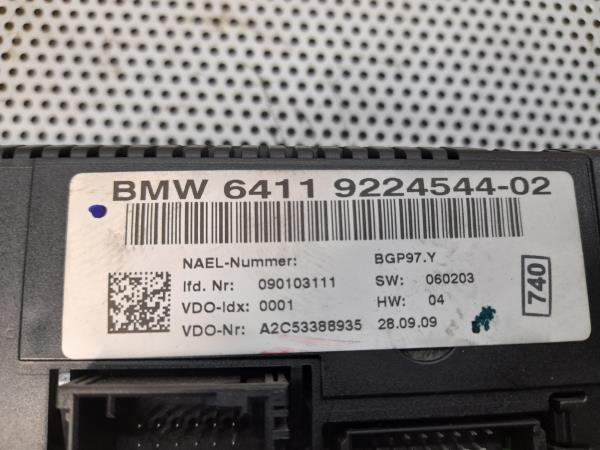 BMW 6411 9224544-02
NAEL-Nummer: BGP97.Y
lfd. Nr: 090103111 SW: 060203
VDO-Idx: 0001 HW: 04
VDO-Nr: A2C53388935 28.09.09
740